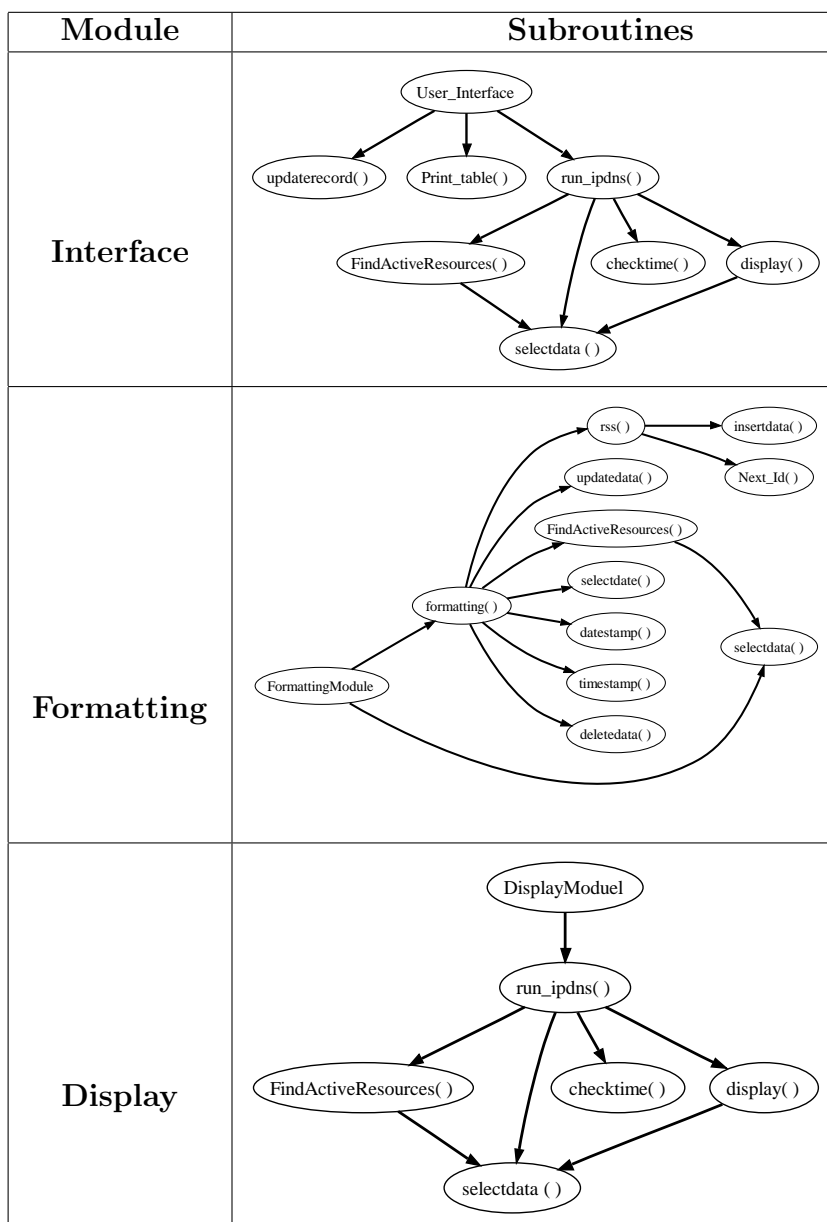 Module Subroutines
Interface
User_Interface
updaterecord( ) Print_table( ) run_ipdns( )
FindActiveResources( ) checktime( ) display( )
selectdata ( )
Formatting
rss( ) insertdata( )
updatedata( ) Next_Id( )
FindActiveResources( )
selectdate( )
formatting( )
datestamp( )
selectdata( )
FormattingModule timestamp( )
deletedata( )
Display
DisplayModuel
run_ipdns( )
FindActiveResources( ) checktime( ) display( )
selectdata ( )